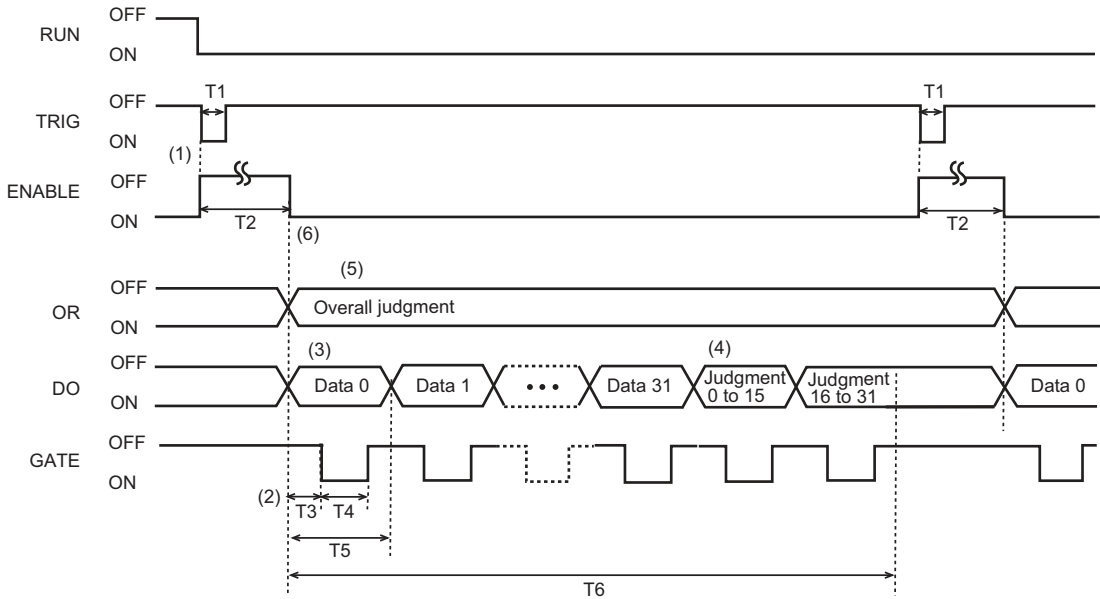 OFF
RUN
ON
OFF
T1
T1
TRIG
ON
(1)
OFF
ENABLE
ON
T2
T2
(6)
(5)
OFF
OR
Overall judgment
ON
(3)
(4)
OFF
DO
Data 0
Data 1
•••
Data 31
Judgment
0 to 15
Judgment
16 to 31
Data 0
ON
OFF
GATE
ON
(2)
T3
T4
T5
T6